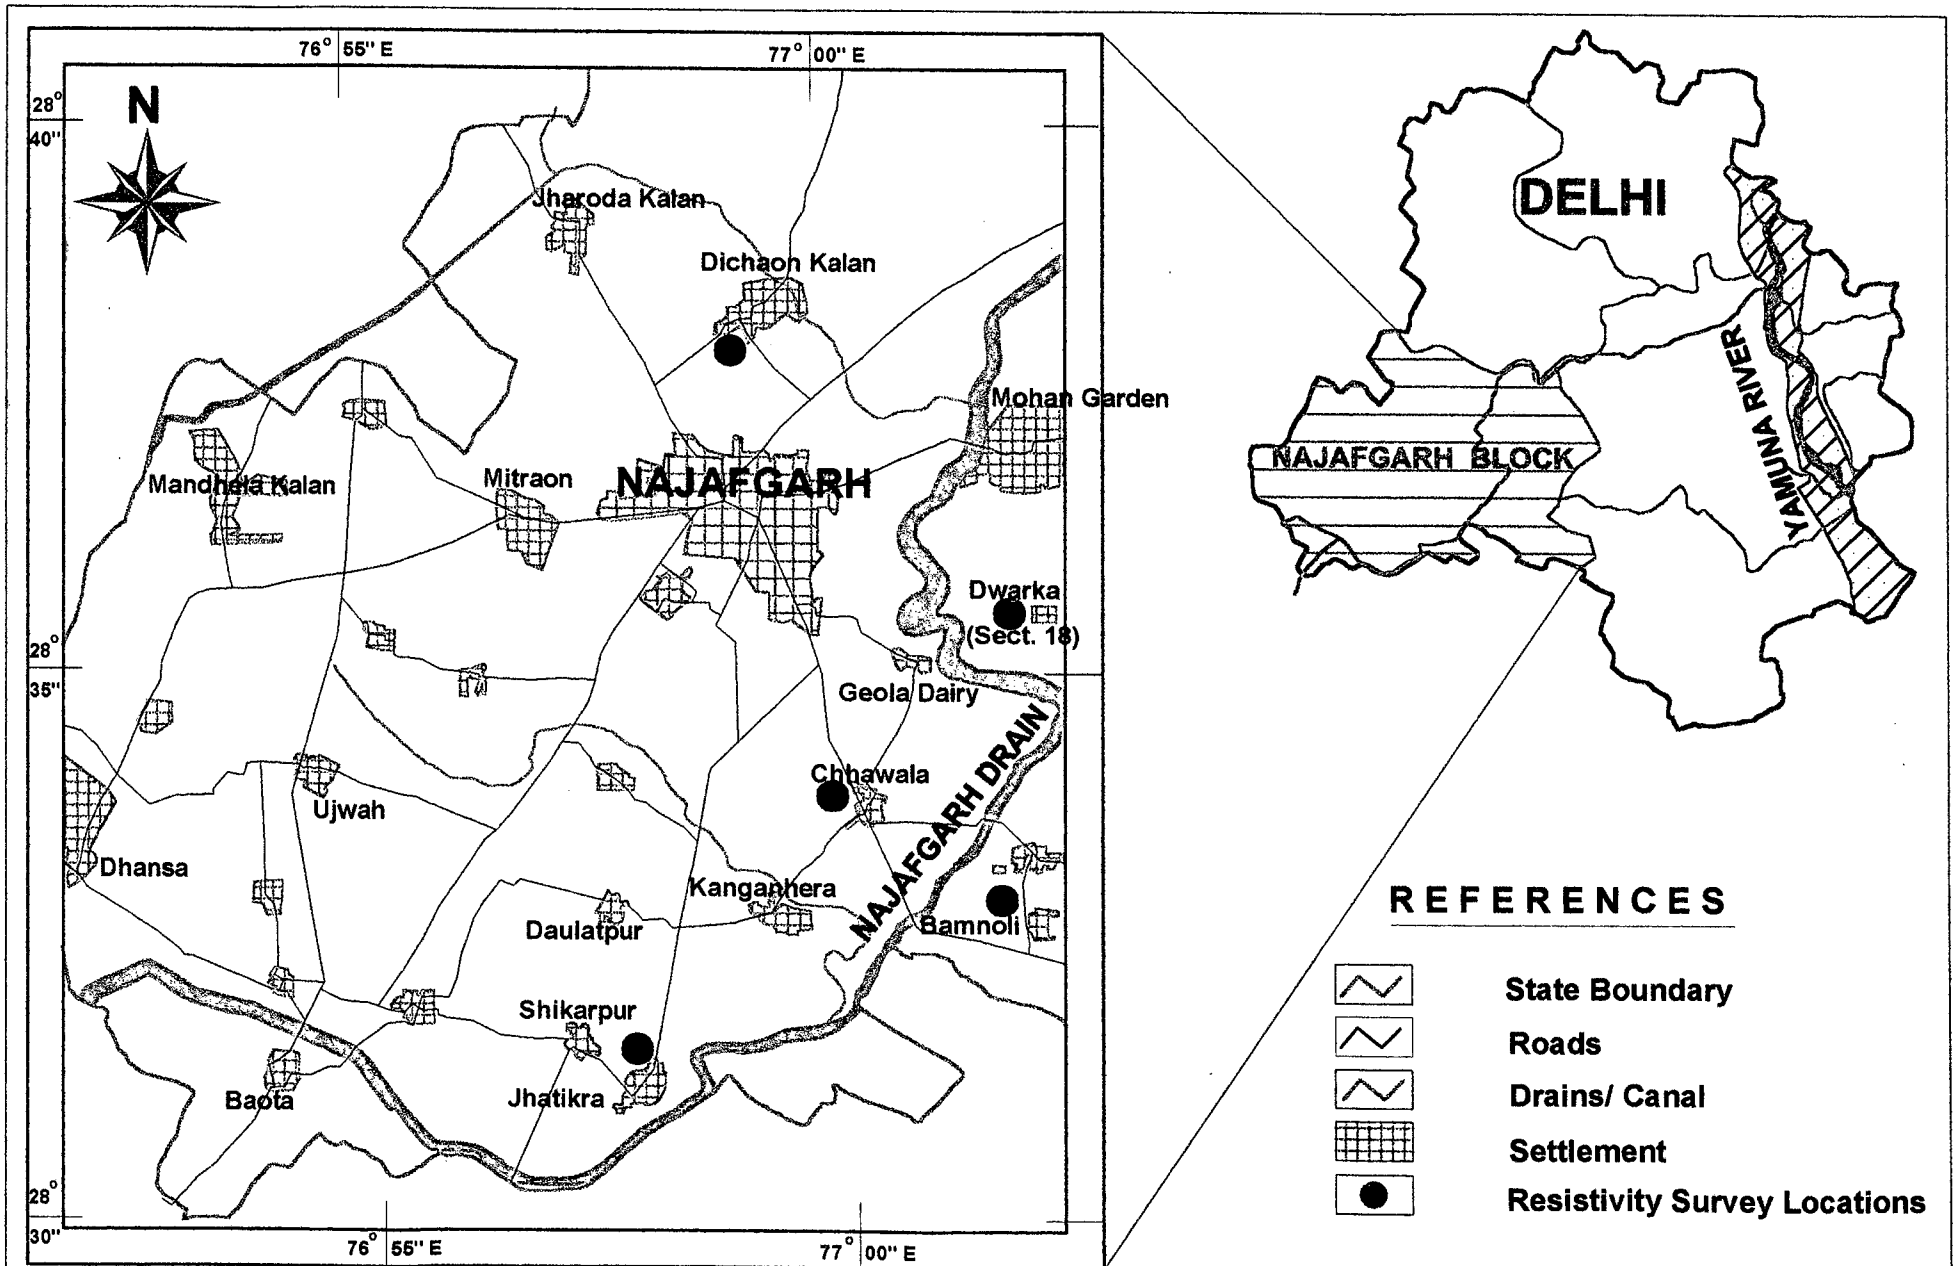 76° 55" E
77° 00" E
28°
40"
N
Jharoda Kalan
Dichaon Kalan
Mohan Garden
Mandhela Kalan
Mitraon
NAJAFGARH
Dwarka
(Sect. 18)
28°
35"
Geola Dairy
NAJAFGARH DRAIN
Chhawala
Ujwah
Dhansa
Kanganhera
Daulatpur
Bamnoli
Shikarpur
Jhatikra
Baota
28°
30"
76° 55" E
77° 00" E
DELHI
YAMUNA RIVER
NAJAFGARH BLOCK
REFERENCES
State Boundary
Roads
Drains/ Canal
Settlement
Resistivity Survey Locations